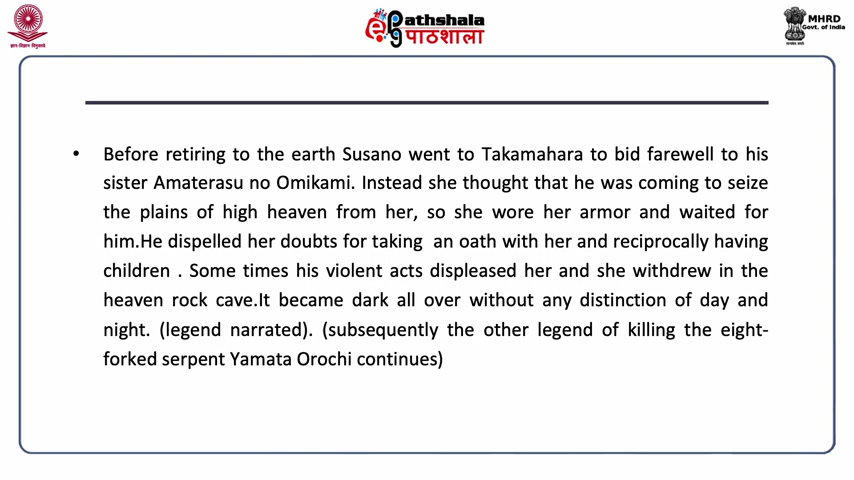 Pathshala
पाठशाला
MHRD
Govt. of India
• Before retiring to the earth Susano went to Takamahara to bid farewell to his
sister Amaterasu no Omikami. Instead she thought that he was coming to seize
the plains of high heaven from her, so she wore her armor and waited for
him.He dispelled her doubts for taking  an oath with her and reciprocally having
children . Some times his violent acts displeased her and she withdrew in the
heaven rock cave.It became dark all over without any distinction of day and
night. (legend narrated). (subsequently the other legend of killing the eight-
forked serpent Yamata Orochi continues)